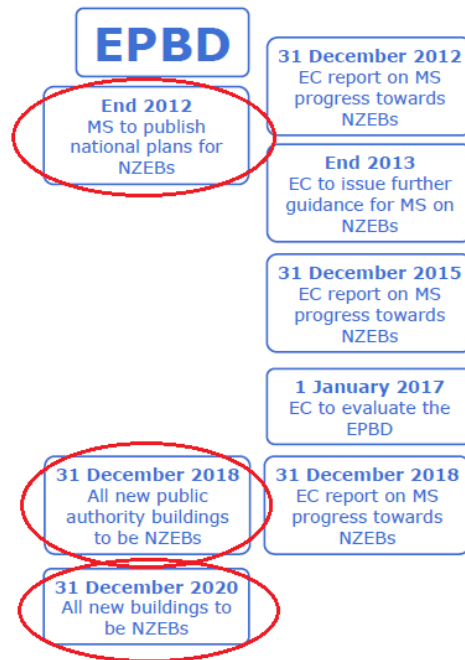 EPBD
End 2012
MS to publish
national plans for
NZEBs
31 December 2012
EC report on MS
progress towards
NZEBs
End 2013
EC to issue further
guidance for MS on
NZEBs
31 December 2015
EC report on MS
progress towards
NZEBs
1 January 2017
EC to evaluate the
EPBD
31 December 2018
All new public
authority buildings
to be NZEBs
31 December 2018
EC report on MS
progress towards
NZEBs
31 December 2020
All new buildings to
be NZEBs